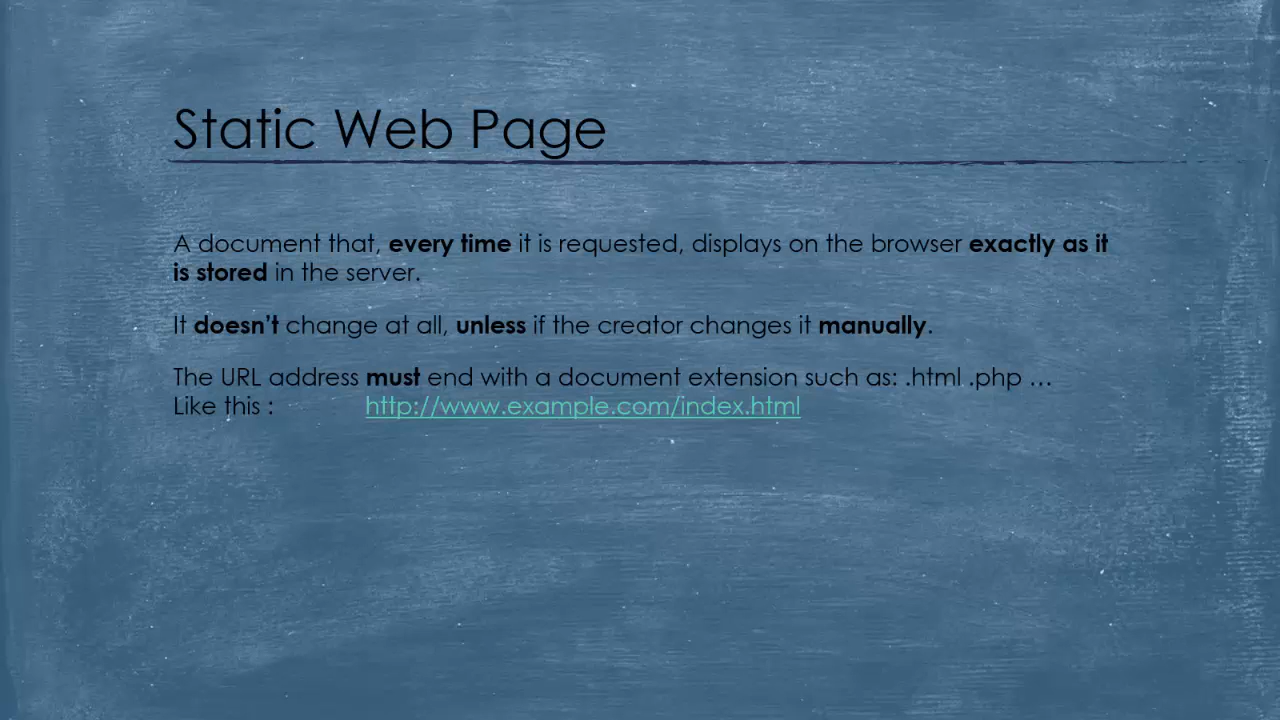 Static Web Page
A document that, every time it is requested, displays on the browser exactly as it
is stored in the server.
It doesn’t change at all, unless if the creator changes it manually.
The URL address must end with a document extension such as: .html .php …
Like this : http://www.example.com/index.html